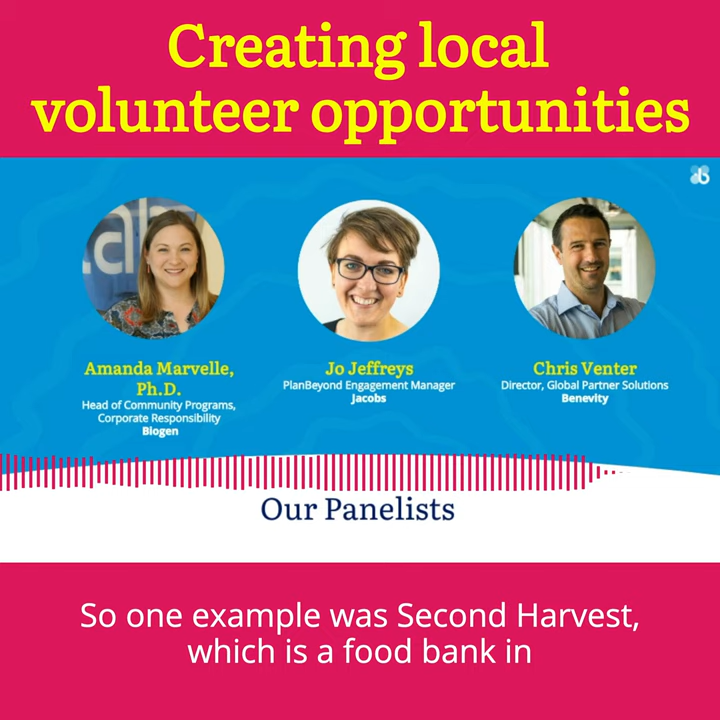 Creating local
volunteer opportunities
b
Amanda Marvelle,
Ph.D.
Head of Community Programs,
Corporate Responsibility
Biogen
Jo Jeffreys
PlanBeyond Engagement Manager
Jacobs
Chris Venter
Director, Global Partner Solutions
Benevity
Our Panelists
So one example was Second Harvest,
which is a food bank in